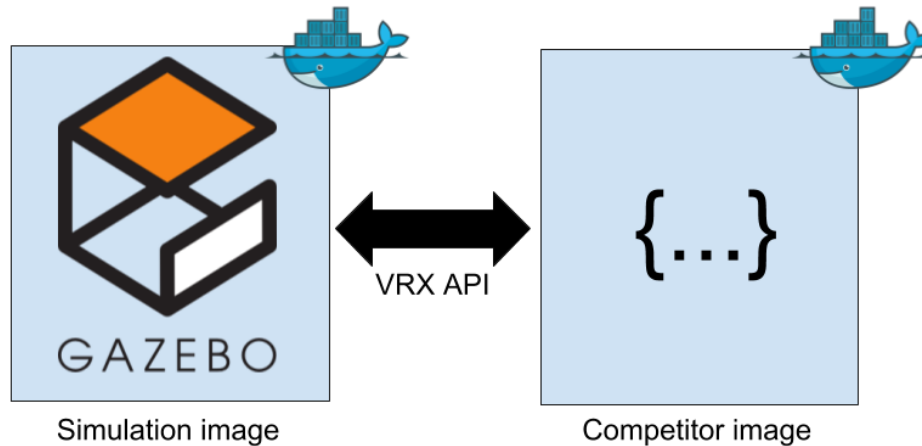 GAZEBO
{...}
VRX API
Simulation image
Competitor image